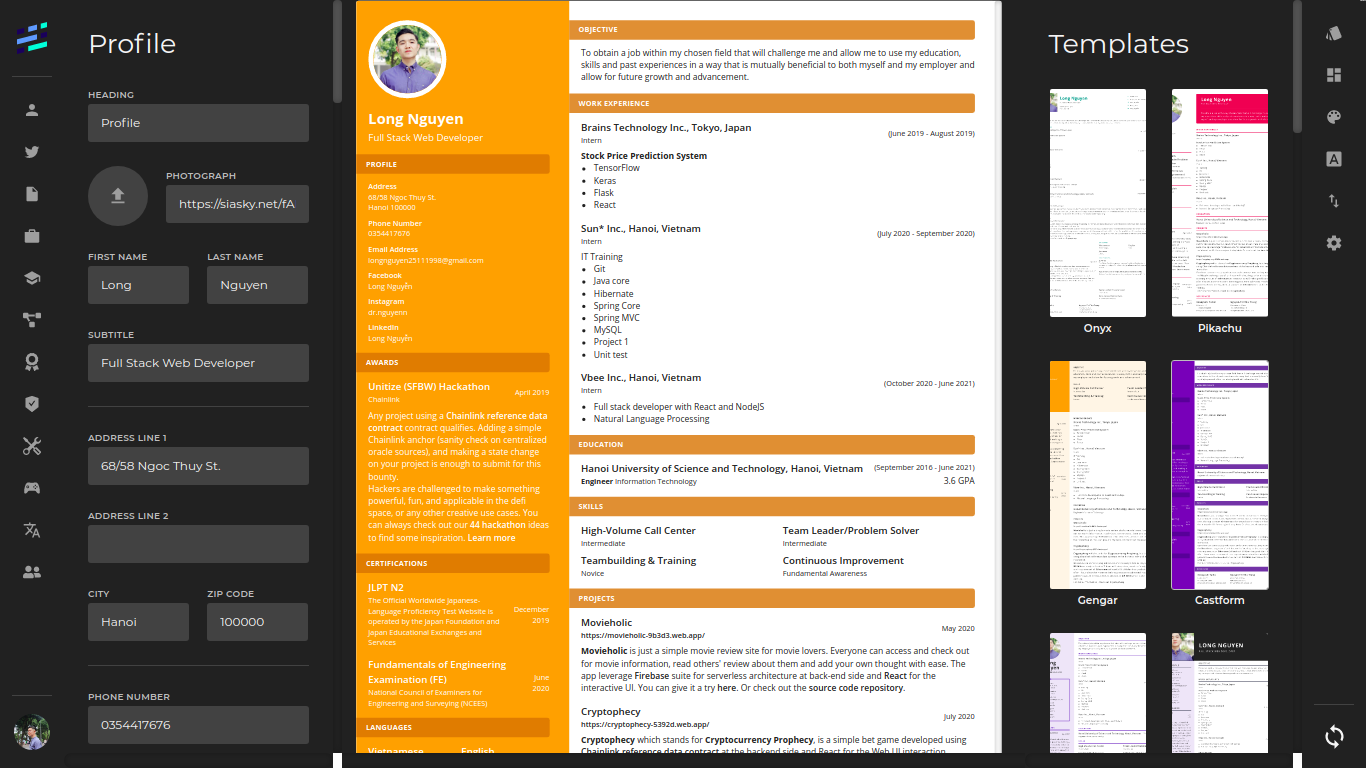 Profile
HEADING
Profile
PHOTOGRAPH
https://siasky.net/fA
FIRST NAME
LAST NAME
Long
Nguyen
SUBTITLE
Full Stack Web Developer
ADDRESS LINE 1
68/58 Ngoc Thuy St.
ADDRESS LINE 2
CITY
ZIP CODE
Hanoi
100000
PHONE NUMBER
0354417676
Long Nguyen
Full Stack Web Developer
PROFILE
Address
68/58 Ngoc Thuy St.
Hanoi 100000
Phone Number
0354417676
Email Address
longnguyen25111998@gmail.com
Facebook
Long Nguyễn
Instagram
dr.nguyenn
Linkedin
Long Nguyễn
AWARDS
Unitize (SFBW) Hackathon
Chainlink
April 2019
Any project using a Chainlink reference data
contract contract qualifies. Adding a simple
Chainlink anchor (sanity check on centralized
oracle sources), and making a state change
on your project is enough to submit for this
bounty.
Hackers are challenged to make something
powerful, fun, and applicable in the defi
space, or any other creative use cases. You
can always check out our 44 hackathon ideas
to find some inspiration. Learn more
CERTIFICATIONS
JLPT N2
The Official Worldwide Japanese-
Language Proficiency Test Website is
operated by the Japan Foundation and
Japan Educational Exchanges and
Services
December
2019
Fundamentals of Engineering
Examination (FE)
National Council of Examiners for
Engineering and Surveying (NCEES)
June
2020
LANGUAGES
Vietnamese
English
OBJECTIVE
To obtain a job within my chosen field that will challenge me and allow me to use my education,
skills and past experiences in a way that is mutually beneficial to both myself and my employer and
allow for future growth and advancement.
WORK EXPERIENCE
Brains Technology Inc., Tokyo, Japan
Intern
(June 2019 - August 2019)
Stock Price Prediction System
• TensorFlow
• Keras
• Flask
• React
Sun* Inc., Hanoi, Vietnam
Intern
(July 2020 - September 2020)
IT Training
• Git
• Java core
• Hibernate
• Spring Core
• Spring MVC
• MySQL
• Project 1
• Unit test
Vbee Inc., Hanoi, Vietnam
Intern
(October 2020 - June 2021)
• Full stack developer with React and NodeJS
• Natural Language Processing
EDUCATION
Hanoi University of Science and Technology, Hanoi, Vietnam
(September 2016 - June 2021)
Engineer Information Technology
3.6 GPA
SKILLS
High-Volume Call Center
Intermediate
Team Leader/Problem Solver
Intermediate
Teambuilding & Training
Novice
Continuous Improvement
Fundamental Awareness
PROJECTS
Movieholic
https://movieholic-9b3d3.web.app/
May 2020
Movieholic is just a simple movie review site for movie lovers. Everyone can access and check out
for movie information, read others' review about them and add your own thought with ease. The
app leverage Firebase suite for serverless architecture at back-end side and React for the
interactive UI. You can give it a try here. Or check out the source code repository.
Cryptophecy
https://cryptophecy-5392d.web.app/
July 2020
Cryptophecy which stands for Cryptocurrency Prophecy is a simple bet game developed using
Chainlink reference data contract at the backend side and React for the Web UI interaction.
Templates
Long Nguyen
Long Nguyen
Onyx
Pikachu
Gengar
Castform
LONG NGUYEN